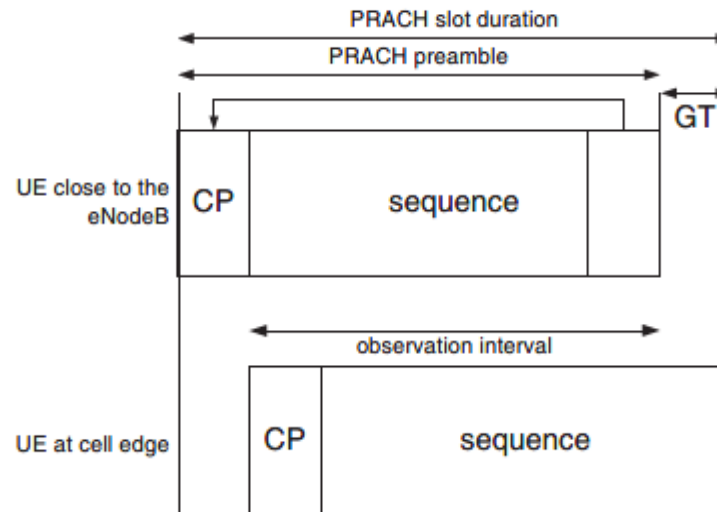 PRACH slot duration
PRACH preamble
GT
UE close to the
eNodeB
CP
sequence
observation interval
UE at cell edge
CP
sequence